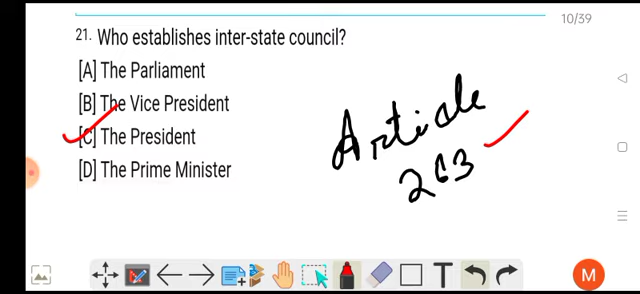 10/39
21. Who establishes inter-state council?
[A] The Parliament
[B] The Vice President
[C] The President
[D] The Prime Minister
Article
263
T
M